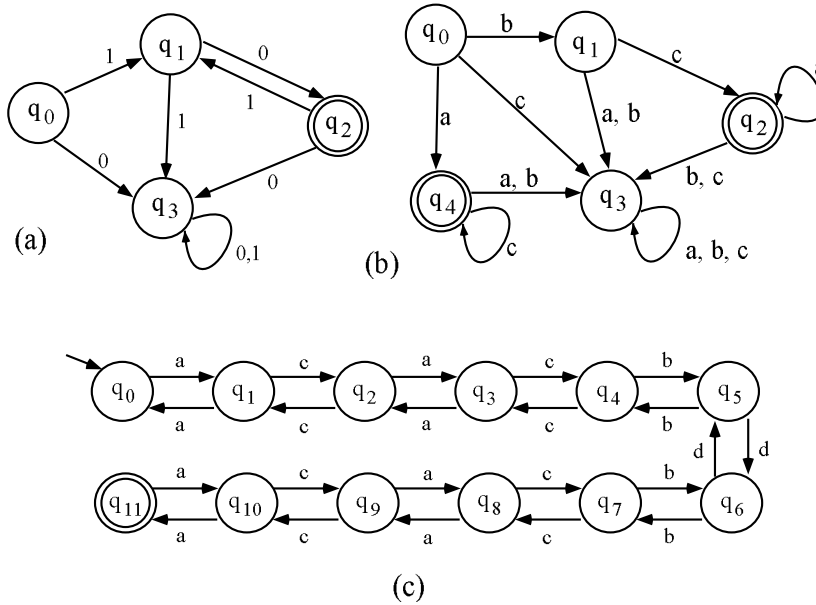 q0 1 q1 0 1 q2 1 0 0 q3 0,1
(a)
q0 b q1 c q2 c a a, b b, c q4 a, b q3 c a, b, c
(b)
q0 a a q1 c c q2 a a q3 c c q4 b b q5
d d
q11 a a q10 c c q9 a a q8 c c q7 b b q6
(c)